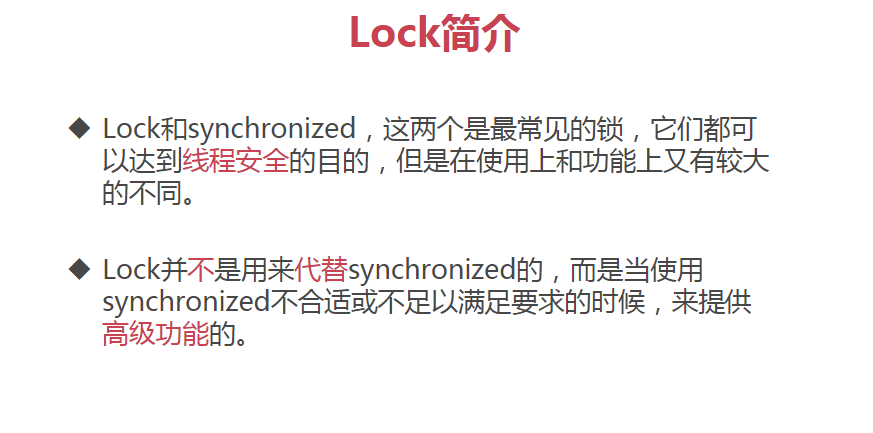 Lock简介
◆ Lock和synchronized，这两个是最常见的锁，它们都可
以达到线程安全的目的，但是在使用上和功能上又有较大
的不同。
◆ Lock并不是用来代替synchronized的，而是当使用
synchronized不合适或不足以满足要求的时候，来提供
高级功能的。